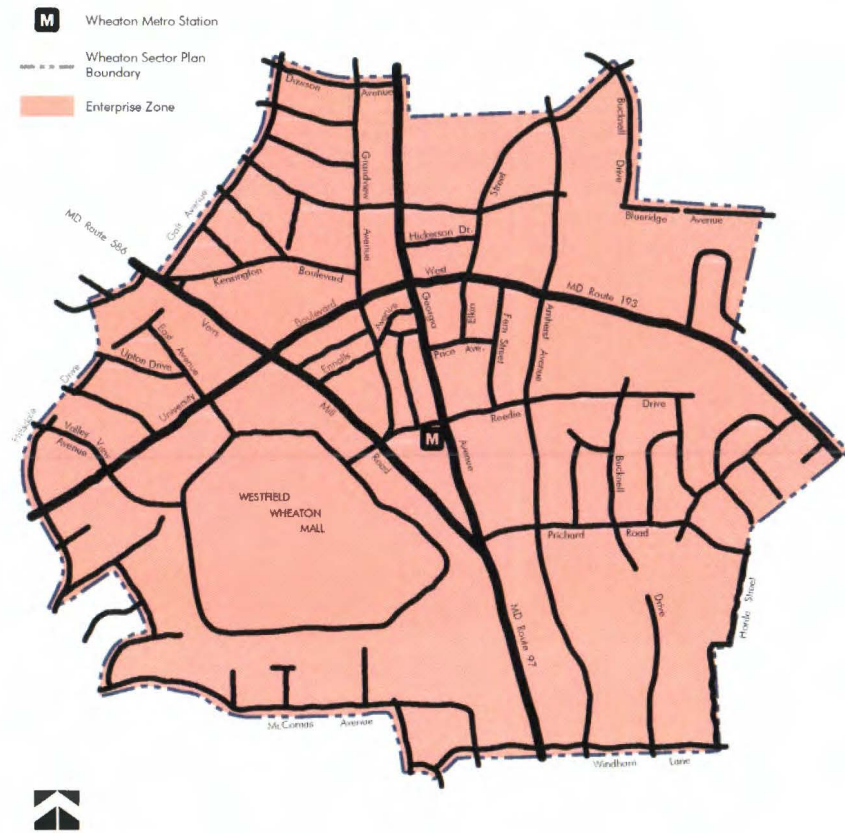 M
Wheaton Metro Station
Wheaton Sector Plan
Boundary
Enterprise Zone
Dawson
Avenue
Bucknell
Drive
Grandview
Avenue
Street
Galt Avenue
MD Route 586
Blueridge
Avenue
Hickerson Dr.
Kensington
Boulevard
West
MD Route 193
Boulevard
Veirs
Avenue
Georgia
Elkin
Fern Street
Amherst Avenue
East
Avenue
Upton Drive
Ennalls
Price Ave.
Drive
University
Mill
Reedie
Drive
Valley View
Avenue
M
Avenue
Road
Bucknell
WESTFIELD
WHEATON
MALL
Prichard
Road
Drive
MD Route 97
Street
McComas
Avenue
Windham
Lane